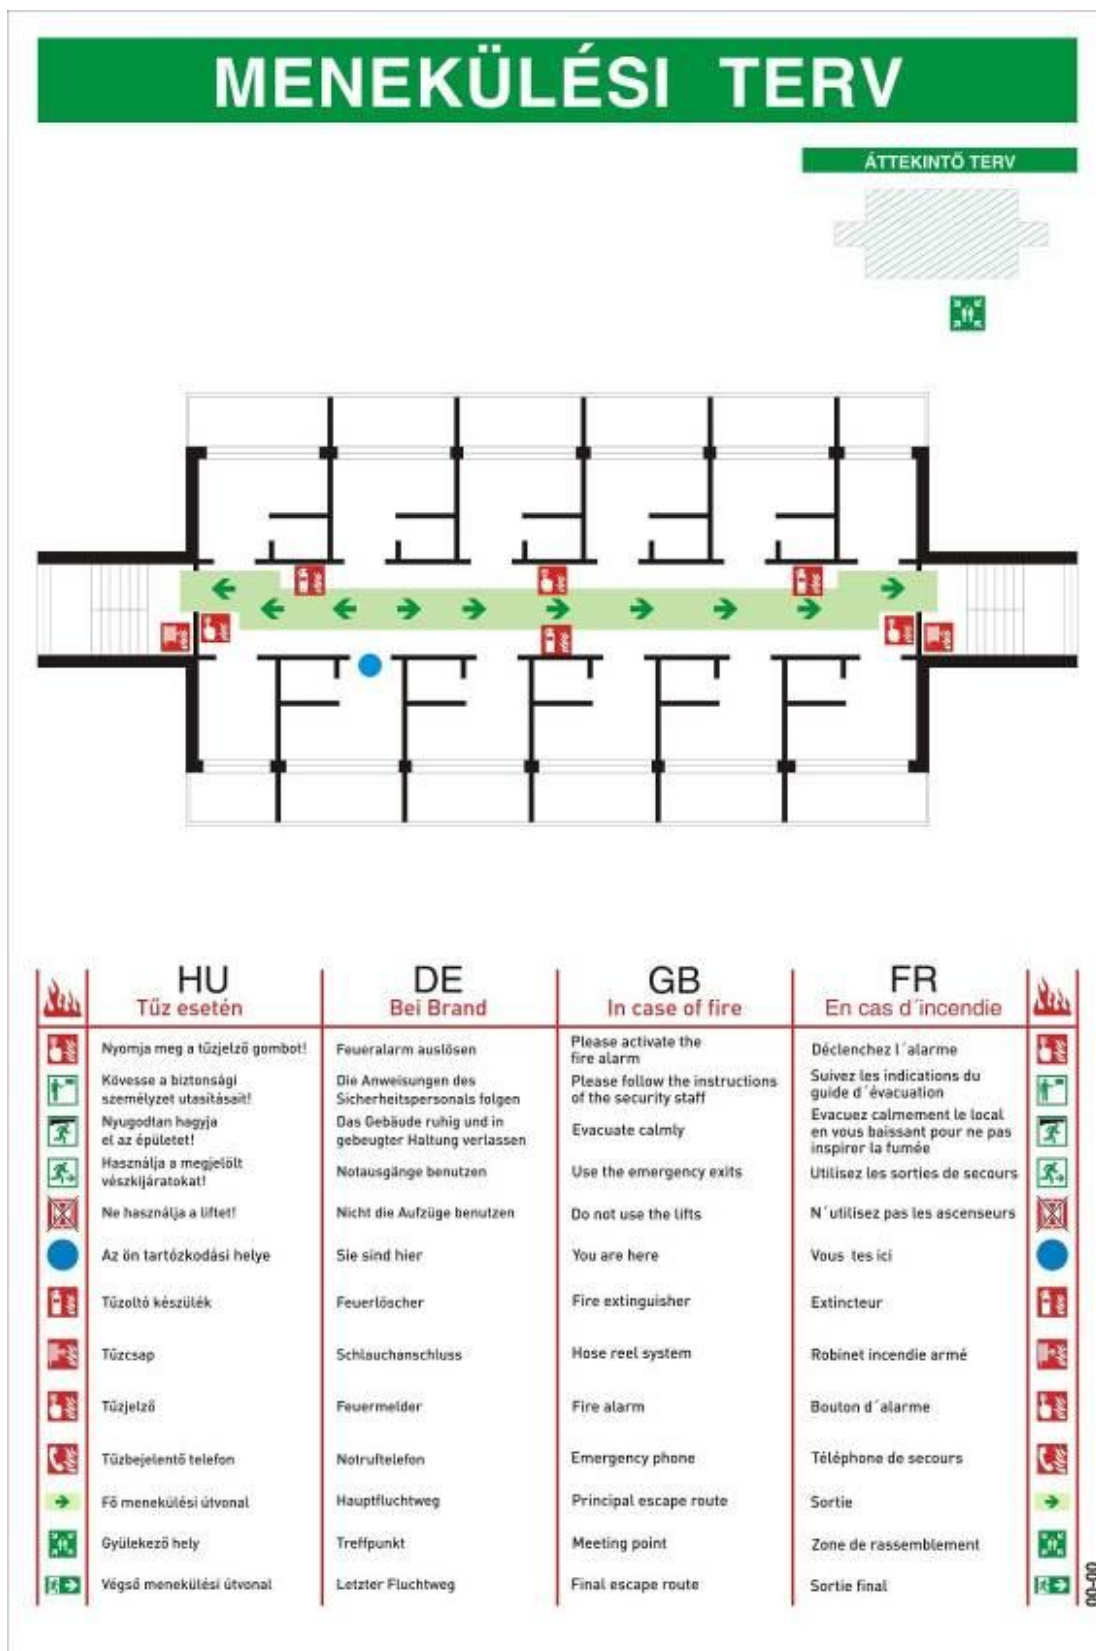 MENEKÜLÉSI TERV
ÁTTEKINTŐ TERV
HU
Tűz esetén
DE
Bei Brand
GB
In case of fire
FR
En cas d´incendie
Nyomja meg a tűzjelző gombot!
Feueralarm auslösen
Please activate the
fire alarm
Déclenchez l´alarme
Kövesse a biztonsági
személyzet utasításait!
Die Anweisungen des
Sicherheitspersonals folgen
Please follow the instructions
of the security staff
Suivez les indications du
guide d´évacuation
Nyugodtan hagyja
el az épületet!
Das Gebäude ruhig und in
gebeugter Haltung verlassen
Evacuate calmly
Evacuez calmement le local
en vous baissant pour ne pas
inspirer la fumée
Használja a megjelölt
vészkijáratokat!
Notausgänge benutzen
Use the emergency exits
Utilisez les sorties de secours
Ne használja a liftet!
Nicht die Aufzüge benutzen
Do not use the lifts
N´utilisez pas les ascenseurs
Az ön tartózkodási helye
Sie sind hier
You are here
Vous tes ici
Tűzoltó készülék
Feuerlöscher
Fire extinguisher
Extincteur
Tűzcsap
Schlauchanschluss
Hose reel system
Robinet incendie armé
Tűzjelző
Feuermelder
Fire alarm
Bouton d´alarme
Tűzbejelentő telefon
Notruftelefon
Emergency phone
Téléphone de secours
Fő menekülési útvonal
Hauptfluchtweg
Principal escape route
Sortie
Gyülekező hely
Treffpunkt
Meeting point
Zone de rassemblement
Végső menekülési útvonal
Letzter Fluchtweg
Final escape route
Sortie final
00-00